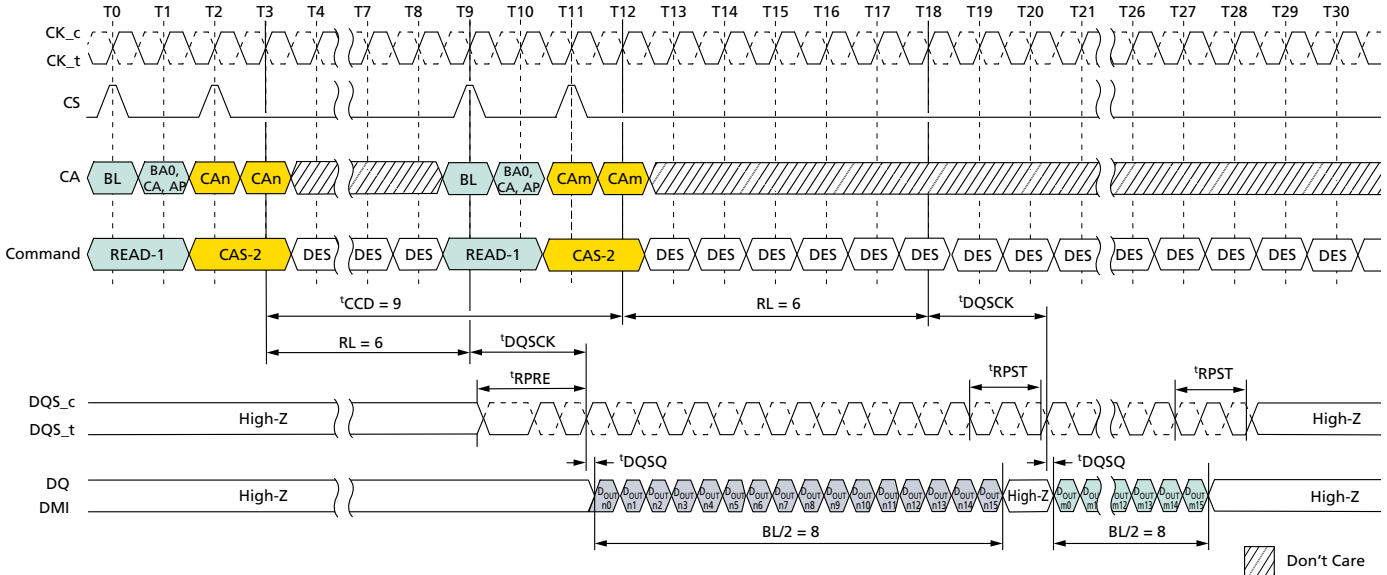 T0 T1 T2 T3 T4 T7 T8 T9 T10 T11 T12 T13 T14 T15 T16 T17 T18 T19 T20 T21 T26 T27 T28 T29 T30
CK_c
CK_t
CS
CA BL BA0, CA, AP CAn CAn BL BA0, CA, AP CAm CAm
Command READ-1 CAS-2 DES DES DES READ-1 CAS-2 DES DES DES DES DES DES DES DES DES DES DES DES DES DES
tCCD = 9 RL = 6 tDQSCK
RL = 6 tDQSCK
tRPRE tRPST tRPST
DQS_c
DQS_t
High-Z High-Z
tDQSQ tDQSQ
DQ
DMI
High-Z DOUT n0 DOUT n1 DOUT n2 DOUT n3 DOUT n4 DOUT n5 DOUT n6 DOUT n7 DOUT n8 DOUT n9 DOUT n10 DOUT n11 DOUT n12 DOUT n13 DOUT n14 DOUT n15 High-Z DOUT m0 DOUT m1 DOUT m12 DOUT m13 DOUT m14 DOUT m15 High-Z
BL/2 = 8 BL/2 = 8
Don't Care